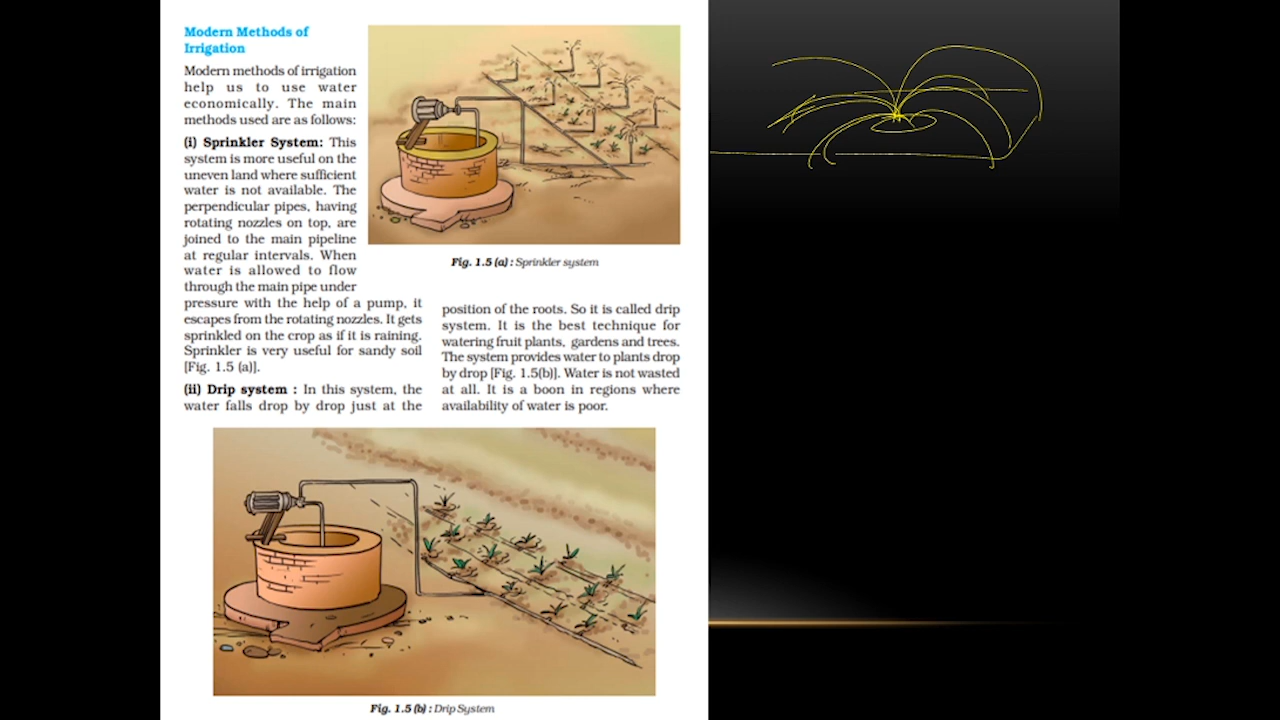 Modern Methods of
Irrigation
Modern methods of irrigation
help us to use water
economically. The main
methods used are as follows:
(i) Sprinkler System: This
system is more useful on the
uneven land where sufficient
water is not available. The
perpendicular pipes, having
rotating nozzles on top, are
joined to the main pipeline
at regular intervals. When
water is allowed to flow
through the main pipe under
pressure with the help of a pump, it
escapes from the rotating nozzles. It gets
sprinkled on the crop as if it is raining.
Sprinkler is very useful for sandy soil
[Fig. 1.5 (a)].
(ii) Drip system : In this system, the
water falls drop by drop just at the
Fig. 1.5 (a) : Sprinkler system
position of the roots. So it is called drip
system. It is the best technique for
watering fruit plants, gardens and trees.
The system provides water to plants drop
by drop [Fig. 1.5(b)]. Water is not wasted
at all. It is a boon in regions where
availability of water is poor.
Fig. 1.5 (b) : Drip System